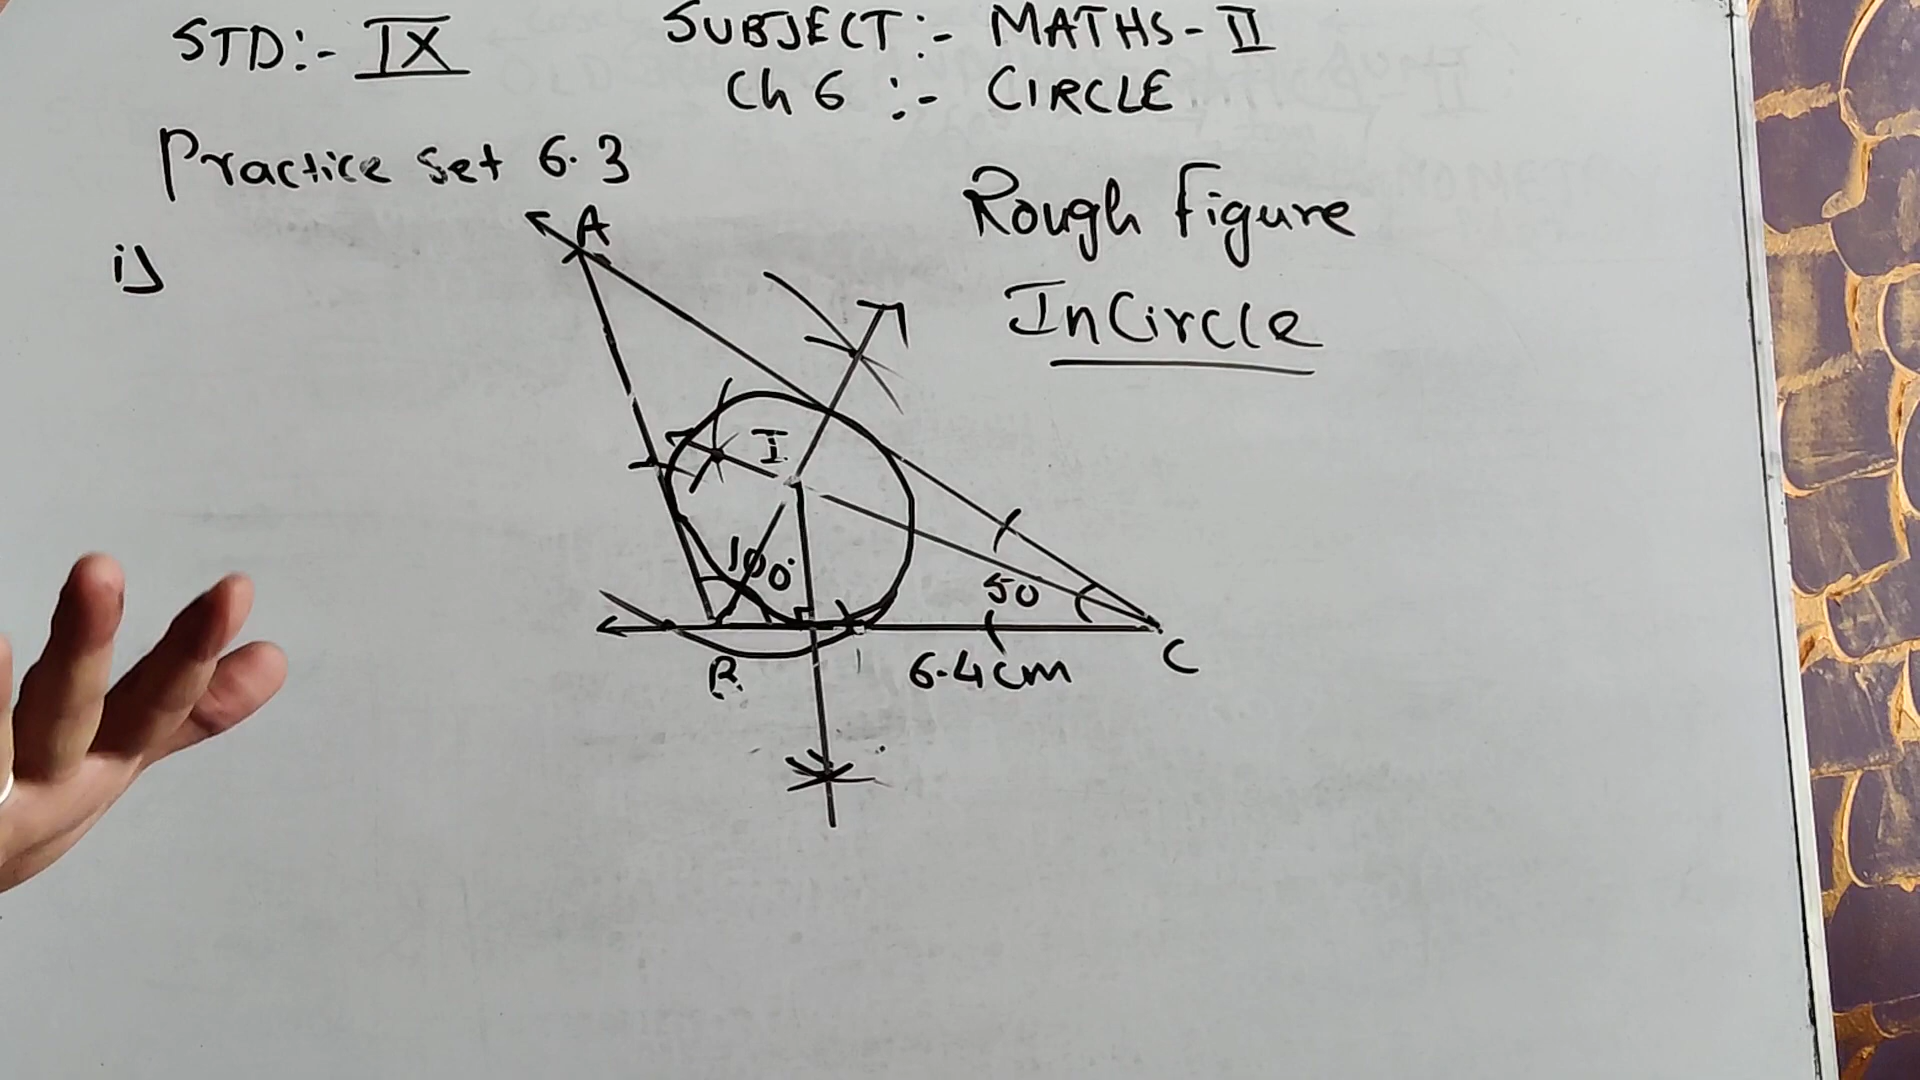 STD:- IX
SUBJECT:- MATHS-II
Ch 6 :- CIRCLE
Practice Set 6.3
Rough Figure
InCircle
i)
A
I
100°
50
B
6.4cm
C